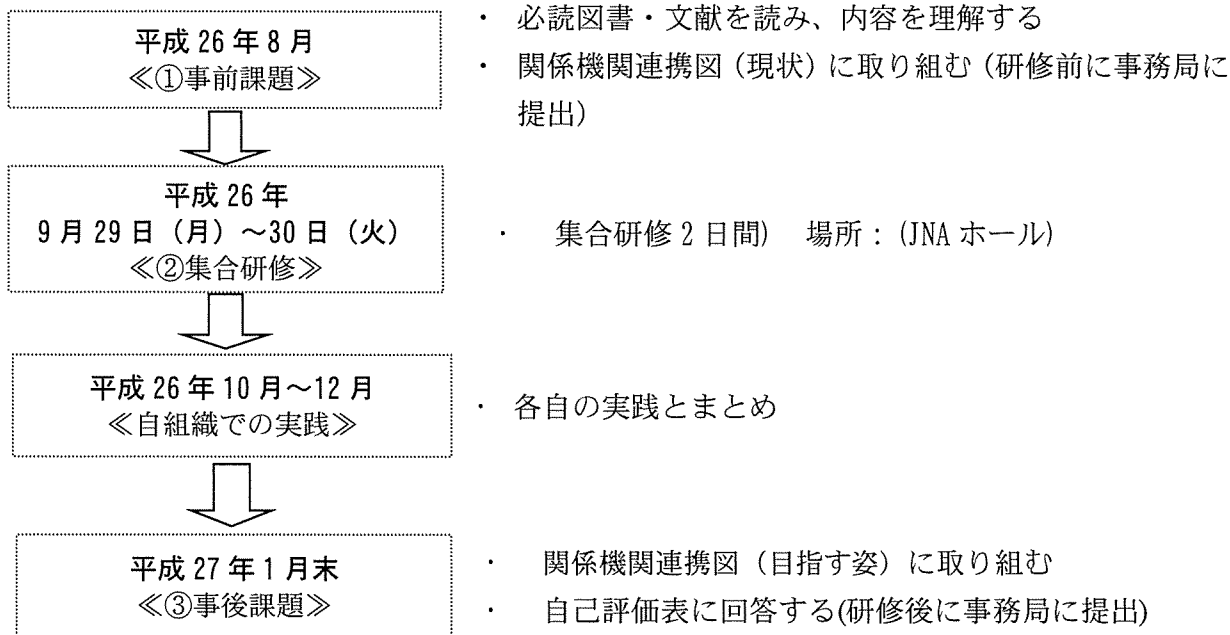 平成 26 年 8 月
≪①事前課題≫
・ 必読図書・文献を読み、内容を理解する
・ 関係機関連携図（現状）に取り組む（研修前に事務局に
提出）
平成 26 年
9 月 29 日（月）～30 日（火）
≪②集合研修≫
・ 集合研修 2 日間) 場所：(JNA ホール)
平成 26 年 10 月～12 月
≪自組織での実践≫
・ 各自の実践とまとめ
平成 27 年 1 月末
≪③事後課題≫
・ 関係機関連携図（目指す姿）に取り組む
・ 自己評価表に回答する(研修後に事務局に提出)